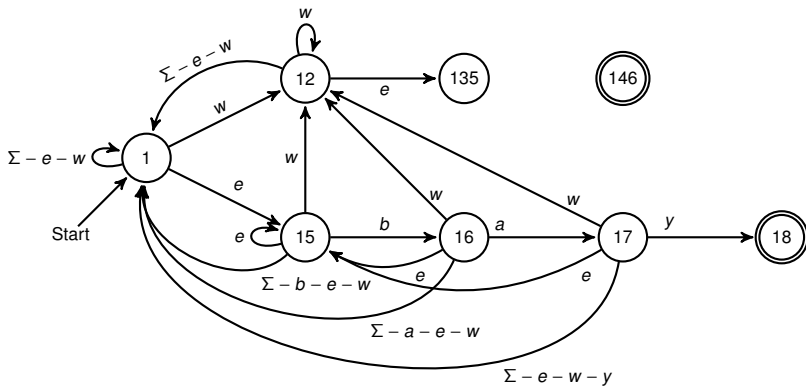 w
Σ − e − w
12
e
135
146
w
Σ − e − w
1
e
w
w
w
Start
e
15
b
16
a
17
y
18
Σ − b − e − w
e
e
Σ − a − e − w
Σ − e − w − y